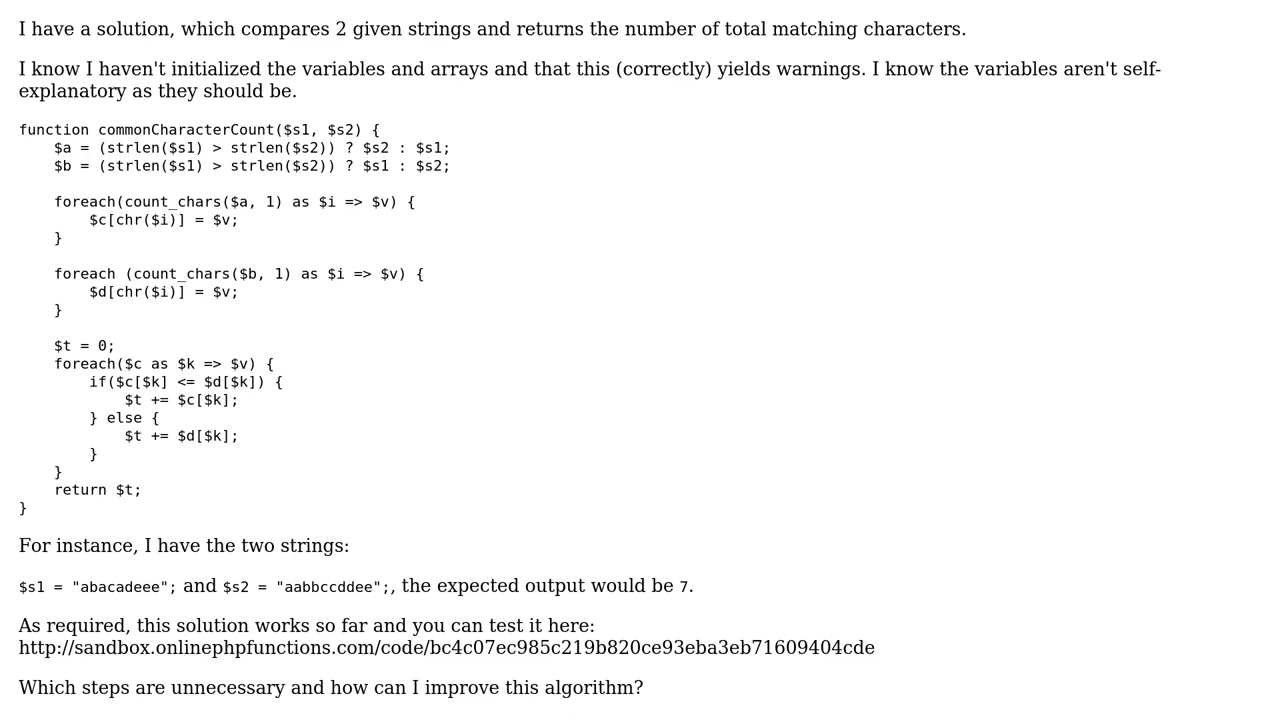 I have a solution, which compares 2 given strings and returns the number of total matching characters.
I know I haven't initialized the variables and arrays and that this (correctly) yields warnings. I know the variables aren't self-
explanatory as they should be.
function commonCharacterCount($s1, $s2) {
    $a = (strlen($s1) > strlen($s2)) ? $s2 : $s1;
    $b = (strlen($s1) > strlen($s2)) ? $s1 : $s2;

    foreach(count_chars($a, 1) as $i => $v) {
        $c[chr($i)] = $v;
    }

    foreach (count_chars($b, 1) as $i => $v) {
        $d[chr($i)] = $v;
    }

    $t = 0;
    foreach($c as $k => $v) {
        if($c[$k] <= $d[$k]) {
            $t += $c[$k];
        } else {
            $t += $d[$k];
        }
    }
    return $t;
}
For instance, I have the two strings:
$s1 = "abacadeee"; and $s2 = "aabbccddee";, the expected output would be 7.
As required, this solution works so far and you can test it here:
http://sandbox.onlinephpfunctions.com/code/bc4c07ec985c219b820ce93eba3eb71609404cde
Which steps are unnecessary and how can I improve this algorithm?